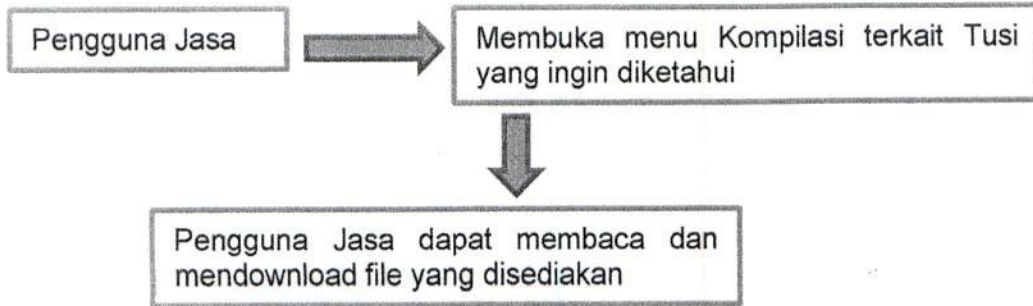 Pengguna Jasa
Membuka menu Kompilasi terkait Tusi
yang ingin diketahui
Pengguna Jasa dapat membaca dan
mendownload file yang disediakan